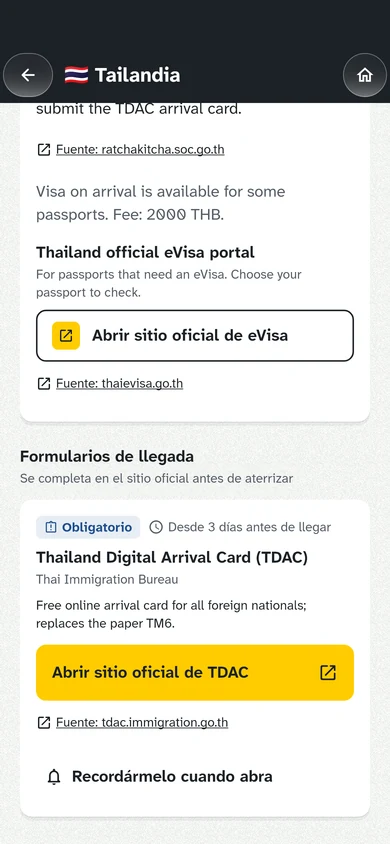 Tailandia
submit the TDAC arrival card.
Fuente: ratchakitcha.soc.go.th
Visa on arrival is available for some
passports. Fee: 2000 THB.
Thailand official eVisa portal
For passports that need an eVisa. Choose your
passport to check.
Abrir sitio oficial de eVisa
Fuente: thaievisa.go.th
Formularios de llegada
Se completa en el sitio oficial antes de aterrizar
Obligatorio
Desde 3 días antes de llegar
Thailand Digital Arrival Card (TDAC)
Thai Immigration Bureau
Free online arrival card for all foreign nationals;
replaces the paper TM6.
Abrir sitio oficial de TDAC
Fuente: tdac.immigration.go.th
Recordármelo cuando abra